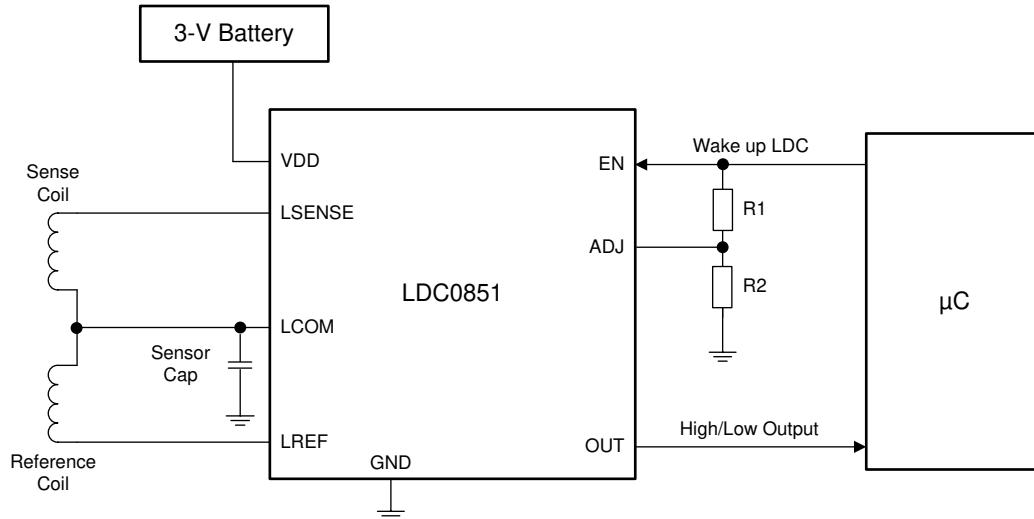 3-V Battery
VDD
EN
Wake up LDC
Sense
Coil
LSENSE
R1
ADJ
R2
LDC0851
µC
LCOM
Sensor
Cap
LREF
High/Low Output
OUT
GND
Reference
Coil